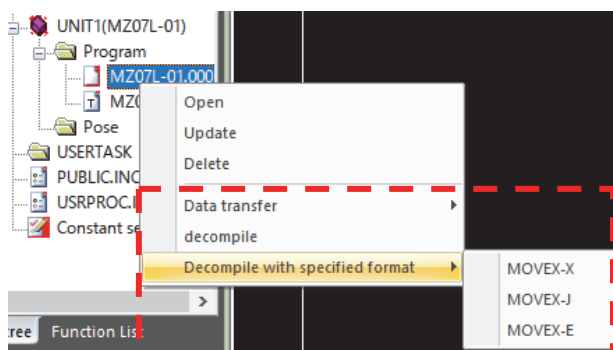 UNIT1(MZ07L-01)
Program
MZ07L-01.000
MZ0
Pose
USERTASK
PUBLIC.INC
USRPROC.I
Constant se
Open
Update
Delete
Data transfer
decompile
Decompile with specified format
MOVEX-X
MOVEX-J
MOVEX-E
tree Function List